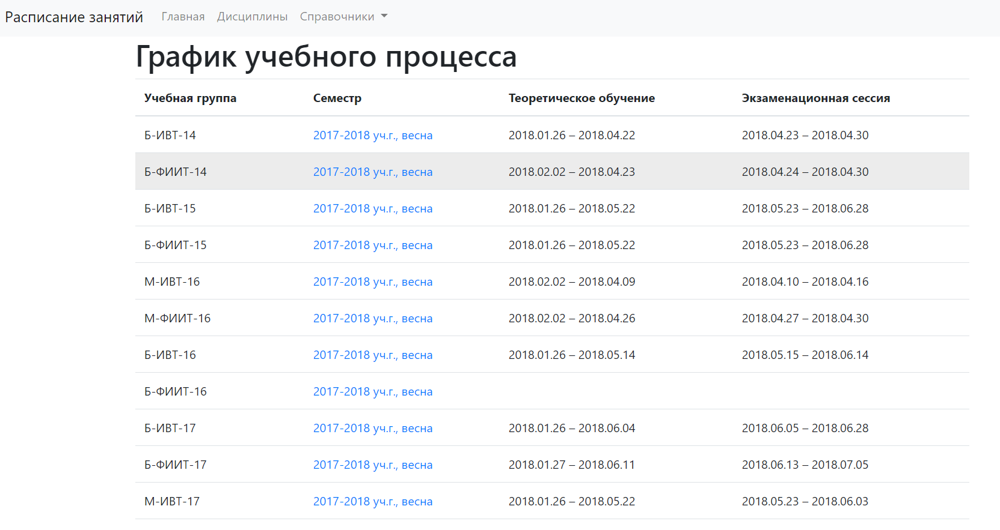 Расписание занятий Главная Дисциплины Справочники
График учебного процесса
Учебная группа Семестр Теоретическое обучение Экзаменационная сессия
Б-ИВТ-14 2017-2018 уч.г., весна 2018.01.26 – 2018.04.22 2018.04.23 – 2018.04.30
Б-ФИИТ-14 2017-2018 уч.г., весна 2018.02.02 – 2018.04.23 2018.04.24 – 2018.04.30
Б-ИВТ-15 2017-2018 уч.г., весна 2018.01.26 – 2018.05.22 2018.05.23 – 2018.06.28
Б-ФИИТ-15 2017-2018 уч.г., весна 2018.01.26 – 2018.05.22 2018.05.23 – 2018.06.28
М-ИВТ-16 2017-2018 уч.г., весна 2018.02.02 – 2018.04.09 2018.04.10 – 2018.04.16
М-ФИИТ-16 2017-2018 уч.г., весна 2018.02.02 – 2018.04.26 2018.04.27 – 2018.04.30
Б-ИВТ-16 2017-2018 уч.г., весна 2018.01.26 – 2018.05.14 2018.05.15 – 2018.06.14
Б-ФИИТ-16 2017-2018 уч.г., весна
Б-ИВТ-17 2017-2018 уч.г., весна 2018.01.26 – 2018.06.04 2018.06.05 – 2018.06.28
Б-ФИИТ-17 2017-2018 уч.г., весна 2018.01.27 – 2018.06.11 2018.06.13 – 2018.07.05
М-ИВТ-17 2017-2018 уч.г., весна 2018.01.26 – 2018.05.22 2018.05.23 – 2018.06.03